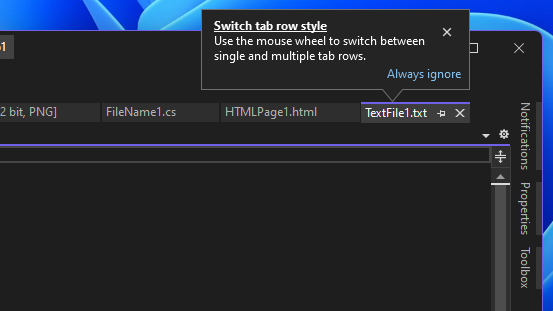 1
Switch tab row style
Use the mouse wheel to switch between
single and multiple tab rows.
Always ignore
2 bit, PNG]
FileName1.cs
HTMLPage1.html
TextFile1.txt
Notifications
Properties
Toolbox